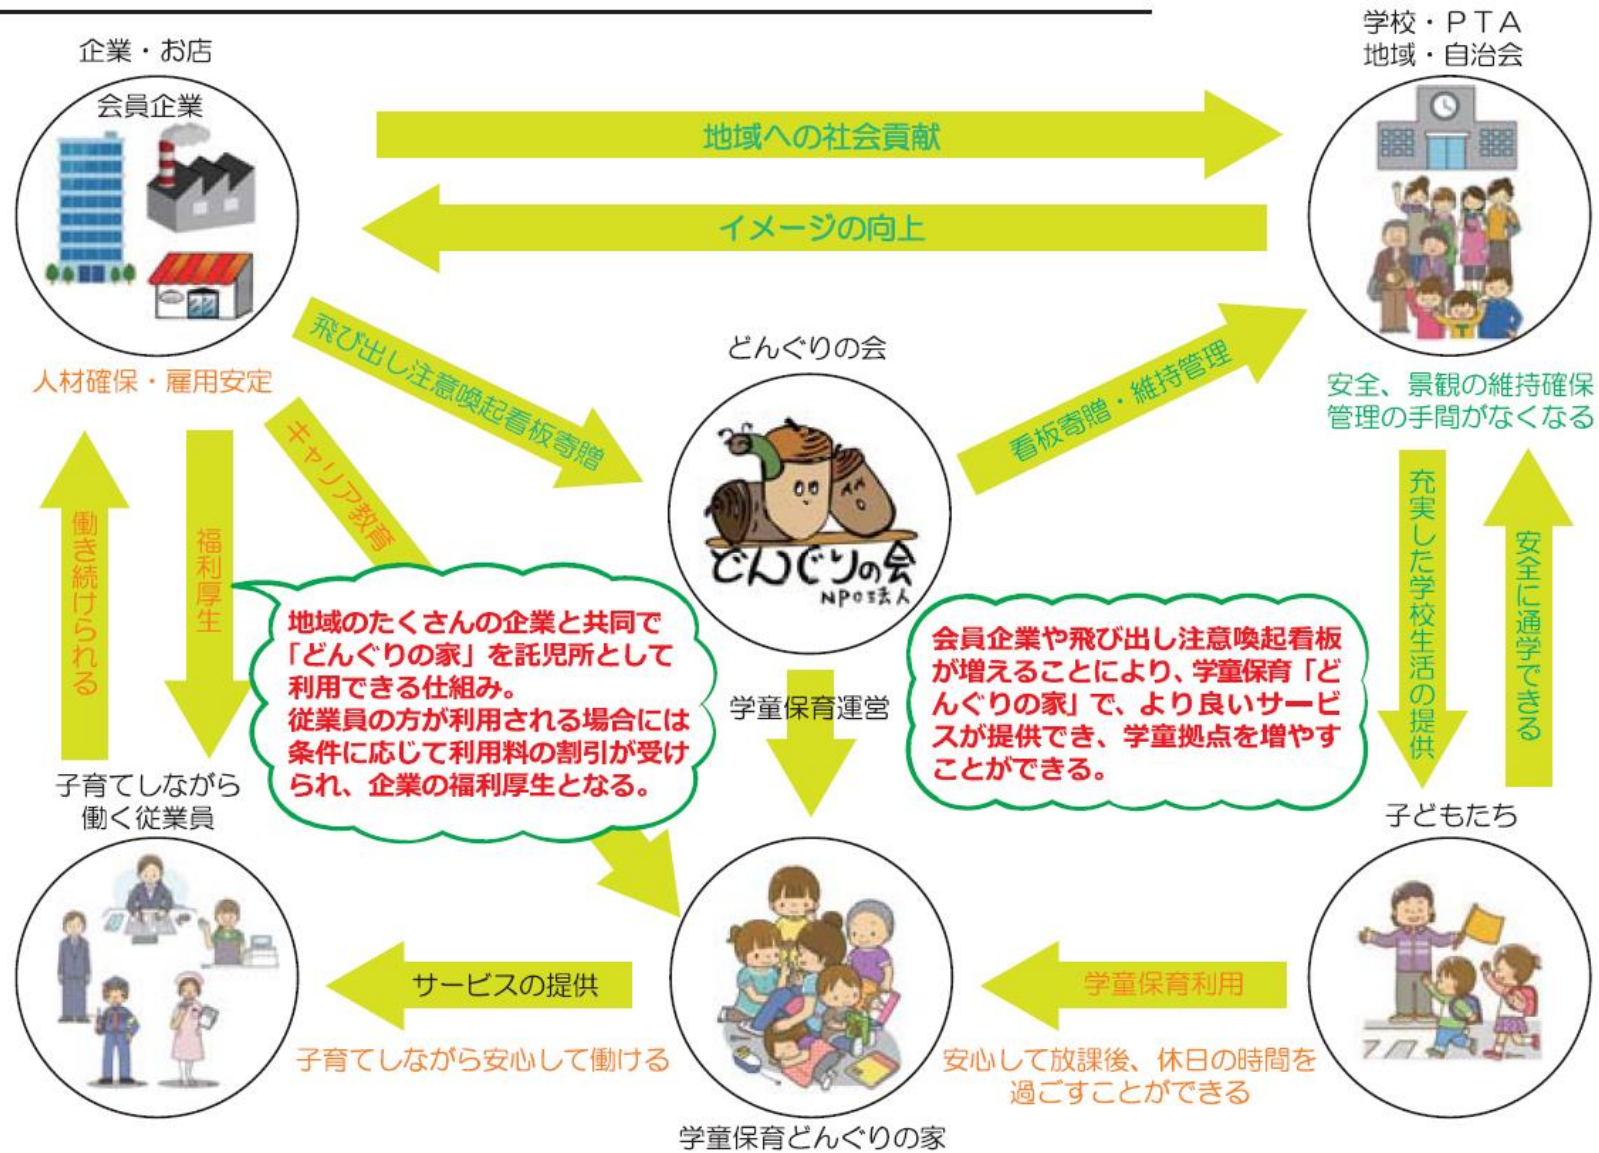 学校・ＰＴＡ
地域・自治会
企業・お店
会員企業
地域への社会貢献
イメージの向上
飛び出し注意喚起看板寄贈
どんぐりの会
看板寄贈・維持管理
人材確保・雇用安定
安全、景観の維持確保
管理の手間がなくなる
キャリア教育
どんぐりの会
NPO法人
働き続けられる
福利厚生
充実した学校生活の提供
安全に通学できる
地域のたくさんの企業と共同で
「どんぐりの家」を託児所として
利用できる仕組み。
従業員の方が利用される場合には
条件に応じて利用料の割引が受け
られ、企業の福利厚生となる。
学童保育運営
会員企業や飛び出し注意喚起看板
が増えることにより、学童保育「ど
んぐりの家」で、より良いサービ
スが提供でき、学童拠点を増やす
ことができる。
子育てしながら
働く従業員
子どもたち
サービスの提供
学童保育利用
子育てしながら安心して働ける
安心して放課後、休日の時間を
過ごすことができる
学童保育どんぐりの家